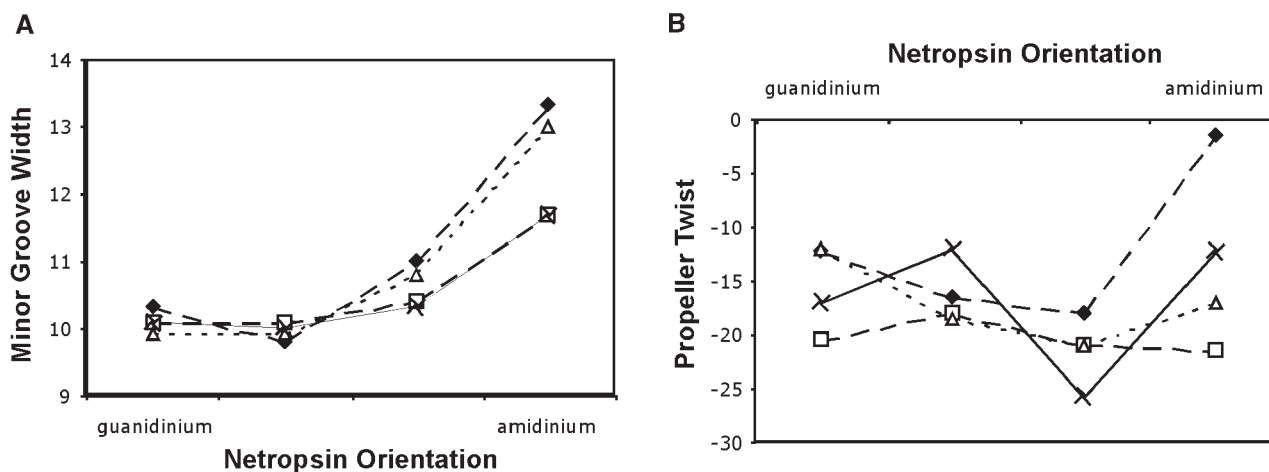 A
Minor Groove Width
14
13
12
11
10
9
guanidinium
amidinium
Netropsin Orientation
B
Netropsin Orientation
guanidinium
amidinium
Propeller Twist
0
-5
-10
-15
-20
-25
-30